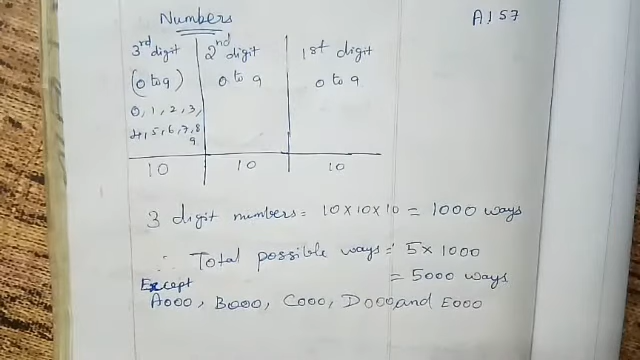 Numbers
A157
3rd digit 2nd digit 1st digit
(0 to 9) 0 to 9 0 to 9
0, 1, 2, 3,
4, 5, 6, 7, 8
9
10 10 10
3 digit numbers = 10 x 10 x 10 = 1000 ways
∴ Total possible ways = 5 x 1000
= 5000 ways
Except
A000, B000, C000, D000, and E000